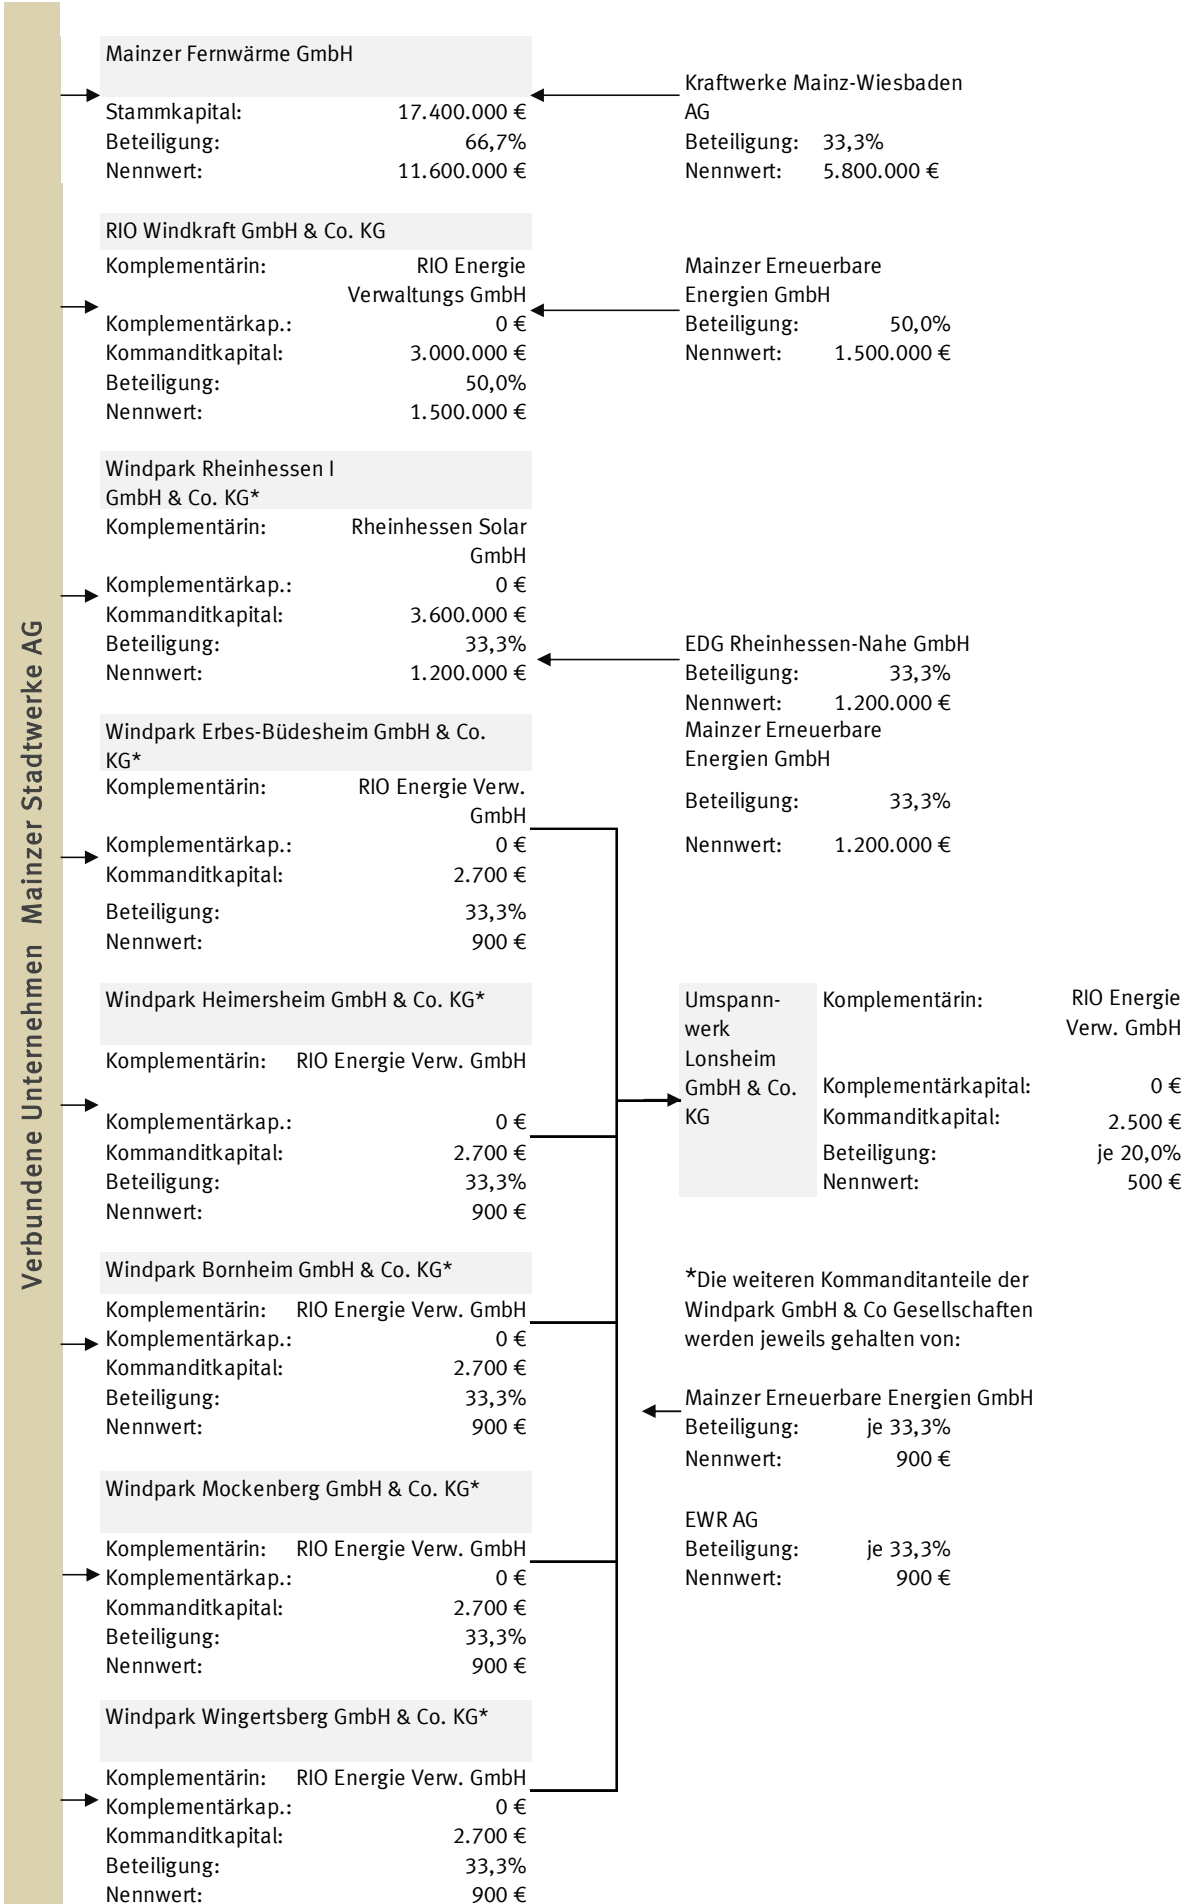 Verbundene Unternehmen Mainzer Stadtwerke AG
Mainzer Fernwärme GmbH
Stammkapital: 17.400.000 €
Beteiligung: 66,7%
Nennwert: 11.600.000 €
Kraftwerke Mainz-Wiesbaden
AG
Beteiligung: 33,3%
Nennwert: 5.800.000 €
RIO Windkraft GmbH & Co. KG
Komplementärin: RIO Energie
Verwaltungs GmbH
Komplementärkap.: 0 €
Kommanditkapital: 3.000.000 €
Beteiligung: 50,0%
Nennwert: 1.500.000 €
Mainzer Erneuerbare
Energien GmbH
Beteiligung: 50,0%
Nennwert: 1.500.000 €
Windpark Rheinhessen I
GmbH & Co. KG*
Komplementärin: Rheinhessen Solar
GmbH
Komplementärkap.: 0 €
Kommanditkapital: 3.600.000 €
Beteiligung: 33,3%
Nennwert: 1.200.000 €
EDG Rheinhessen-Nahe GmbH
Beteiligung: 33,3%
Nennwert: 1.200.000 €
Mainzer Erneuerbare
Energien GmbH
Beteiligung: 33,3%
Nennwert: 1.200.000 €
Windpark Erbes-Büdesheim GmbH & Co.
KG*
Komplementärin: RIO Energie Verw.
GmbH
Komplementärkap.: 0 €
Kommanditkapital: 2.700 €
Beteiligung: 33,3%
Nennwert: 900 €
Windpark Heimersheim GmbH & Co. KG*
Komplementärin: RIO Energie Verw. GmbH
Komplementärkap.: 0 €
Kommanditkapital: 2.700 €
Beteiligung: 33,3%
Nennwert: 900 €
Umspann-
werk
Lonsheim
GmbH & Co.
KG
Komplementärin: RIO Energie
Verw. GmbH
Komplementärkapital: 0 €
Kommanditkapital: 2.500 €
Beteiligung: je 20,0%
Nennwert: 500 €
Windpark Bornheim GmbH & Co. KG*
Komplementärin: RIO Energie Verw. GmbH
Komplementärkap.: 0 €
Kommanditkapital: 2.700 €
Beteiligung: 33,3%
Nennwert: 900 €
*Die weiteren Kommanditanteile der
Windpark GmbH & Co Gesellschaften
werden jeweils gehalten von:
Mainzer Erneuerbare Energien GmbH
Beteiligung: je 33,3%
Nennwert: 900 €
EWR AG
Beteiligung: je 33,3%
Nennwert: 900 €
Windpark Mockenberg GmbH & Co. KG*
Komplementärin: RIO Energie Verw. GmbH
Komplementärkap.: 0 €
Kommanditkapital: 2.700 €
Beteiligung: 33,3%
Nennwert: 900 €
Windpark Wingertsberg GmbH & Co. KG*
Komplementärin: RIO Energie Verw. GmbH
Komplementärkap.: 0 €
Kommanditkapital: 2.700 €
Beteiligung: 33,3%
Nennwert: 900 €